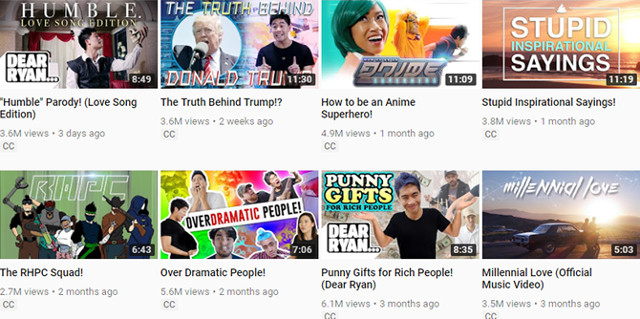 HUMBLE.
LOVE SONG EDITION
DEAR
RYAN...
8:49
"Humble" Parody! (Love Song
Edition)
3.6M views • 3 days ago
CC
THE TRUTH BEHIND
DONALD TRUMP
11:30
The Truth Behind Trump!?
3.6M views • 2 weeks ago
CC
11:09
How to be an Anime
Superhero!
4.9M views • 1 month ago
CC
STUPID
INSPIRATIONAL
SAYINGS
11:19
Stupid Inspirational Sayings!
3.8M views • 1 month ago
CC
RHPC
6:43
The RHPC Squad!
2.7M views • 2 months ago
CC
OVERDRAMATIC PEOPLE!
7:06
Over Dramatic People!
5.6M views • 2 months ago
CC
PUNNY
GIFTS
FOR RICH PEOPLE
DEAR
RYAN...
8:35
Punny Gifts for Rich People!
(Dear Ryan)
6.1M views • 3 months ago
CC
millennial love
5:03
Millennial Love (Official
Music Video)
3.5M views • 3 months ago
CC